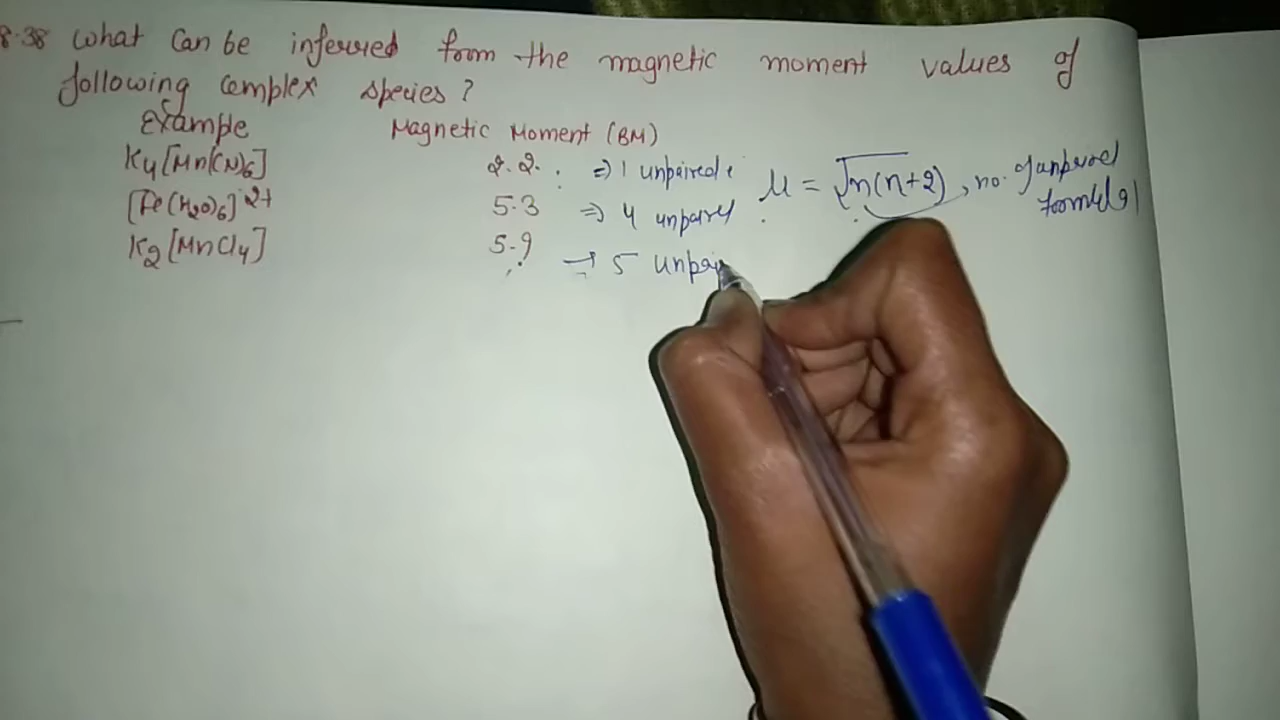 8.38 What can be inferred from the magnetic moment values of
following complex species ?
Example Magnetic Moment (BM)
K4[Mn(CN)6] 2.2. ⇒ 1 unpaired e
[Fe(H2O)6]2+ 5.3 ⇒ 4 unpaired
K2[MnCl4] 5.9 → 5 unpai
μ = √n(n+2), no. of unpaired